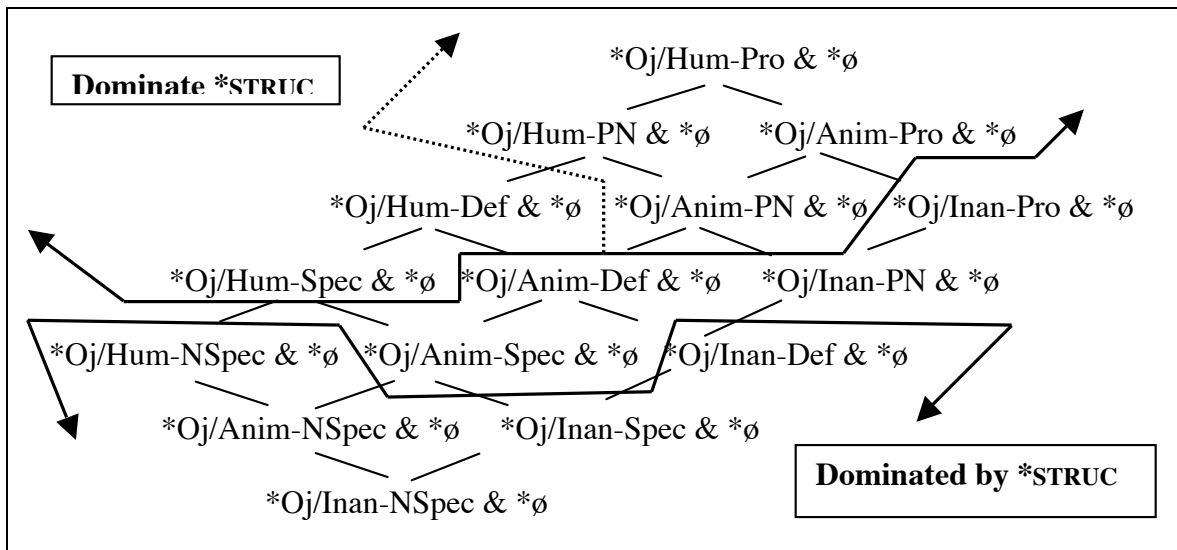 *Oj/Hum-Pro & *ø
Dominate *STRUC
*Oj/Hum-PN & *ø *Oj/Anim-Pro & *ø
*Oj/Hum-Def & *ø *Oj/Anim-PN & *ø *Oj/Inan-Pro & *ø
*Oj/Hum-Spec & *ø *Oj/Anim-Def & *ø *Oj/Inan-PN & *ø
*Oj/Hum-NSpec & *ø *Oj/Anim-Spec & *ø *Oj/Inan-Def & *ø
*Oj/Anim-NSpec & *ø *Oj/Inan-Spec & *ø
Dominated by *STRUC
*Oj/Inan-NSpec & *ø